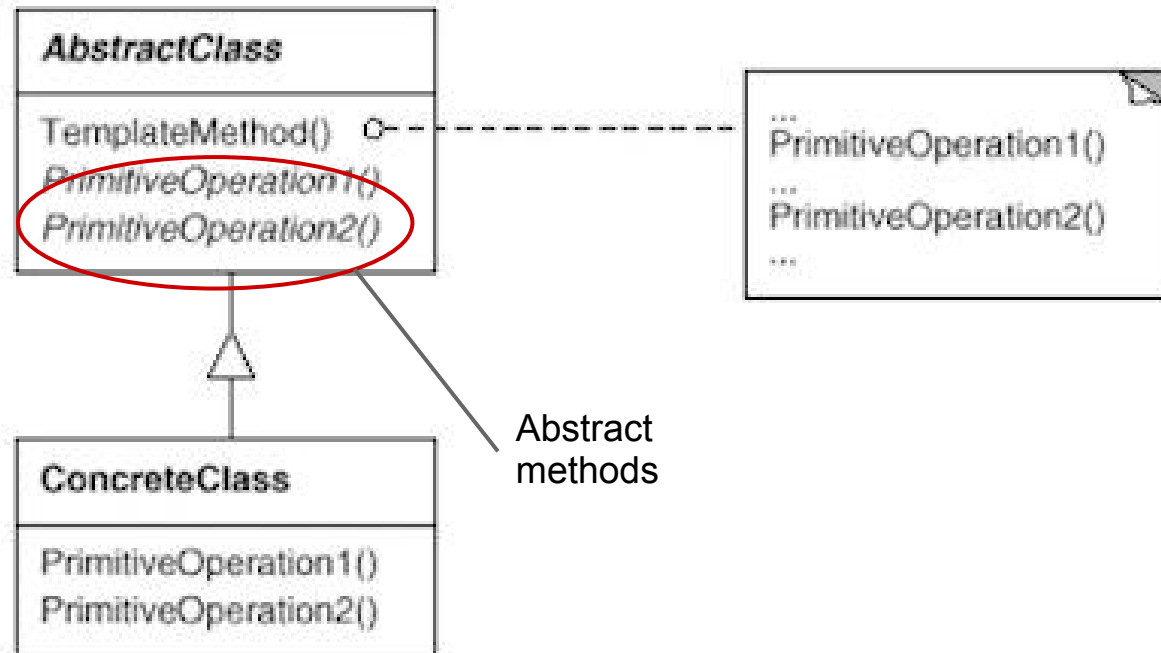 AbstractClass
TemplateMethod()
PrimitiveOperation1()
PrimitiveOperation2()
...
PrimitiveOperation1()
...
PrimitiveOperation2()
...
Abstract
methods
ConcreteClass
PrimitiveOperation1()
PrimitiveOperation2()